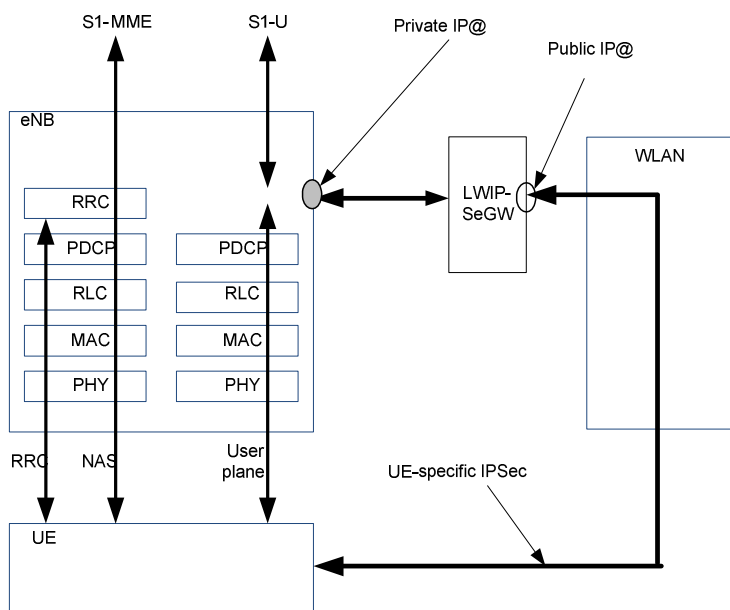 S1-MME
S1-U
Private IP@
Public IP@
eNB
WLAN
LWIP-
SeGW
RRC
PDCP
PDCP
RLC
RLC
MAC
MAC
PHY
PHY
RRC
NAS
User
plane
UE-specific IPSec
UE